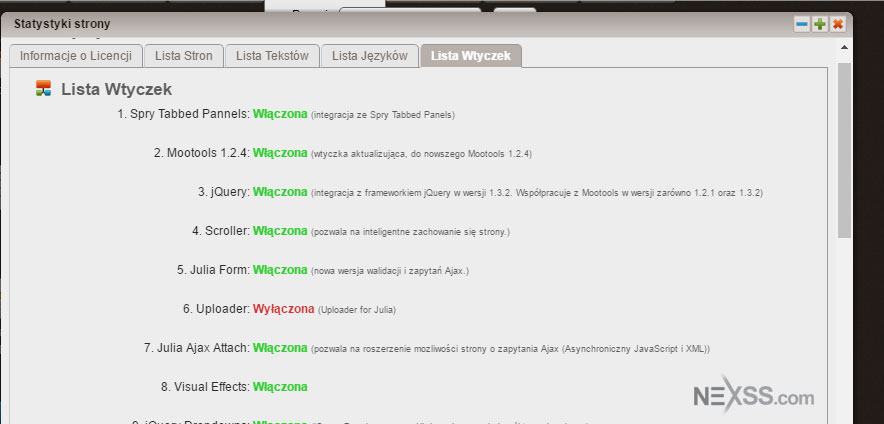 Statystyki strony
Informacje o Licencji Lista Stron Lista Tekstów Lista Języków Lista Wtyczek
Lista Wtyczek
1. Spry Tabbed Pannels: Włączona (integracja ze Spry Tabbed Panels)
2. Mootools 1.2.4: Włączona (wtyczka aktualizująca, do nowszego Mootools 1.2.4)
3. jQuery: Włączona (integracja z frameworkiem jQuery w wersji 1.3.2. Współpracuje z Mootools w wersji zarówno 1.2.1 oraz 1.3.2)
4. Scroller: Włączona (pozwala na inteligentne zachowanie się strony.)
5. Julia Form: Włączona (nowa wersja walidacji i zapytań Ajax.)
6. Uploader: Wyłączona (Uploader for Julia)
7. Julia Ajax Attach: Włączona (pozwala na roszerzenie mozliwości strony o zapytania Ajax (Asynchroniczny JavaScript i XML))
8. Visual Effects: Włączona
NEXSS.com
9. jQuery